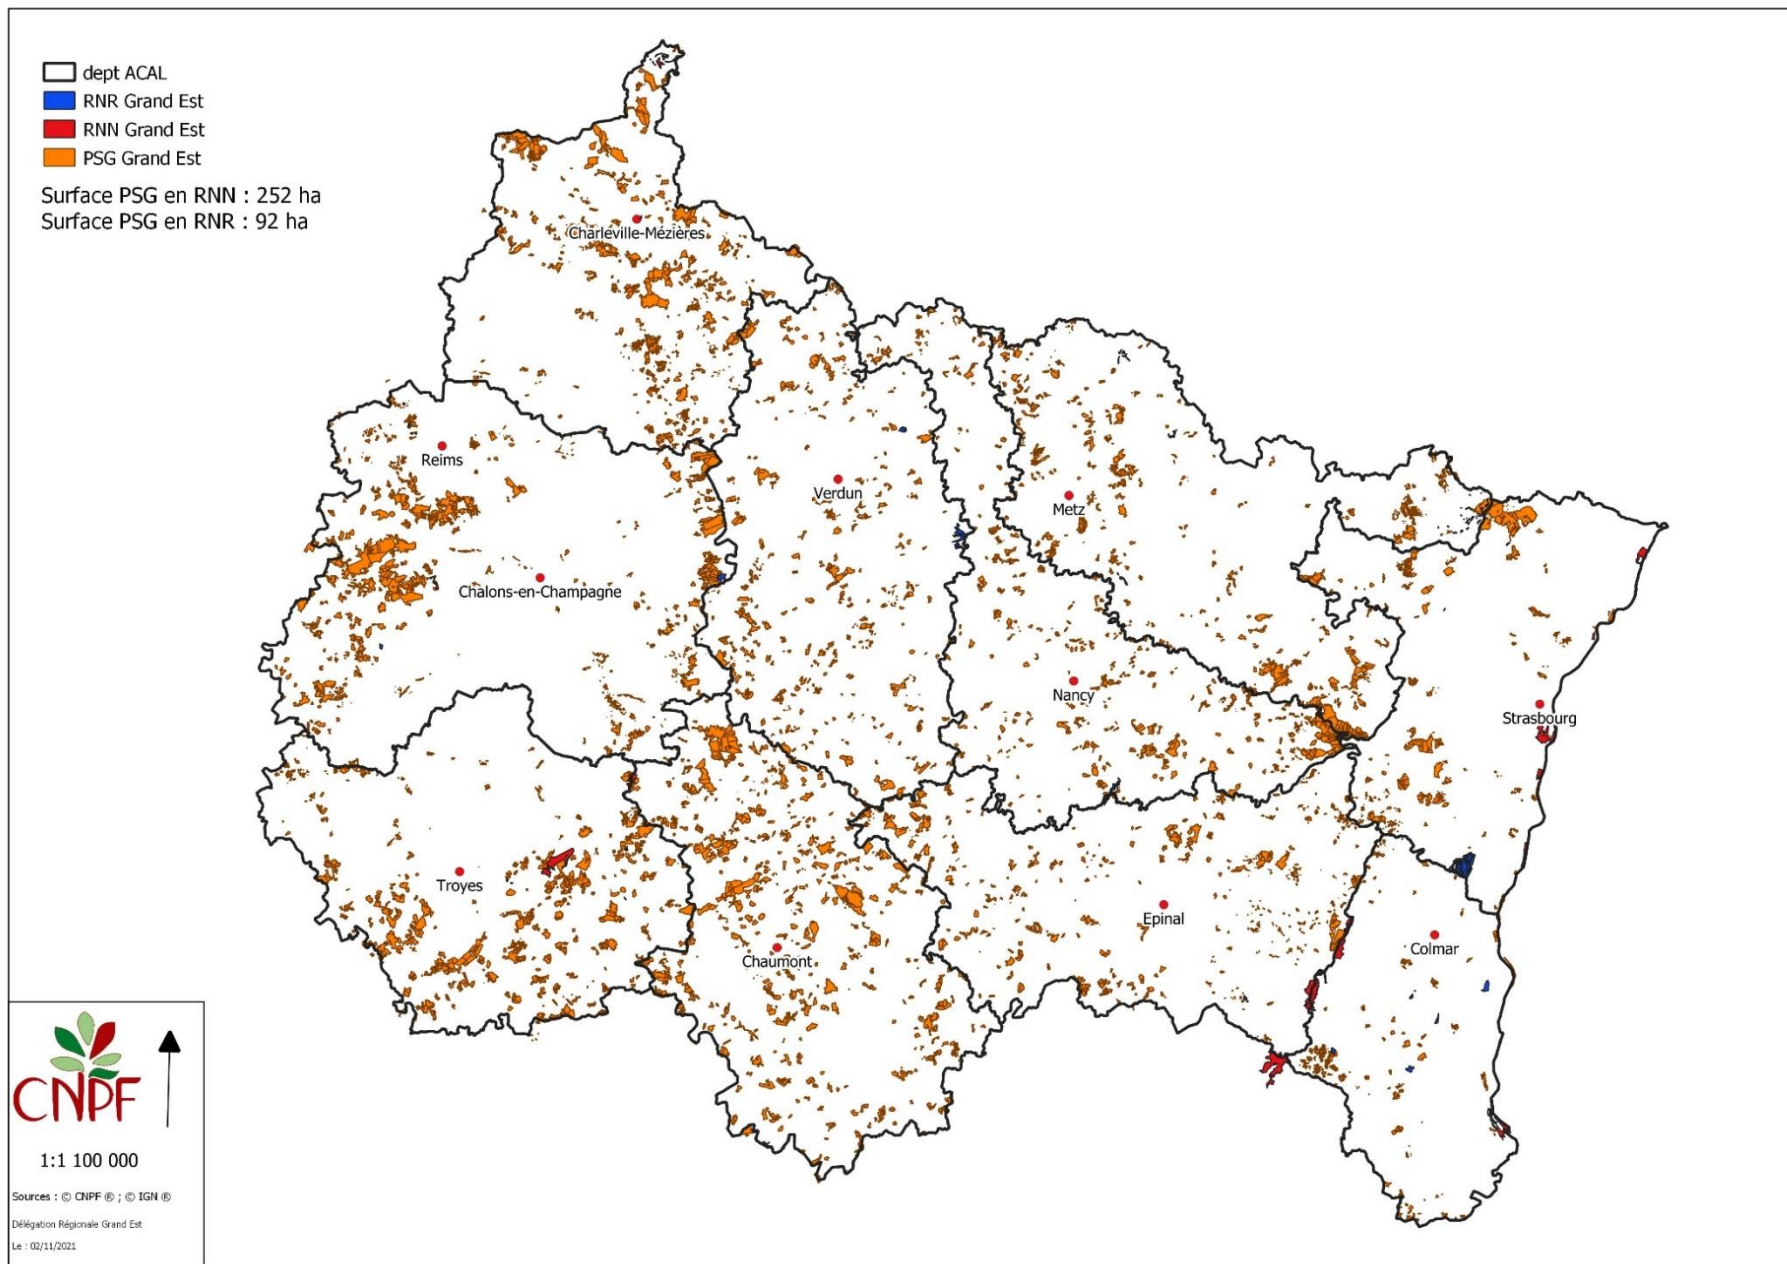 dept ACAL
RNR Grand Est
RNN Grand Est
PSG Grand Est
Surface PSG en RNN : 252 ha
Surface PSG en RNR : 92 ha
Charleville-Mézières
Reims
Verdun
Metz
Chalons-en-Champagne
Nancy
Strasbourg
Troyes
Epinal
Colmar
Chaumont
CNPF
1:1 100 000
Sources : © CNPF ® ; © IGN ®
Délégation Régionale Grand Est
Le : 02/11/2021